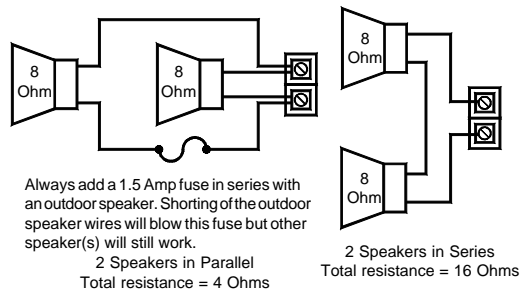 8
Ohm
8
Ohm
Always add a 1.5 Amp fuse in series with
an outdoor speaker. Shorting of the outdoor
speaker wires will blow this fuse but other
speaker(s) will still work.
2 Speakers in Parallel
Total resistance = 4 Ohms
8
Ohm
8
Ohm
2 Speakers in Series
Total resistance = 16 Ohms